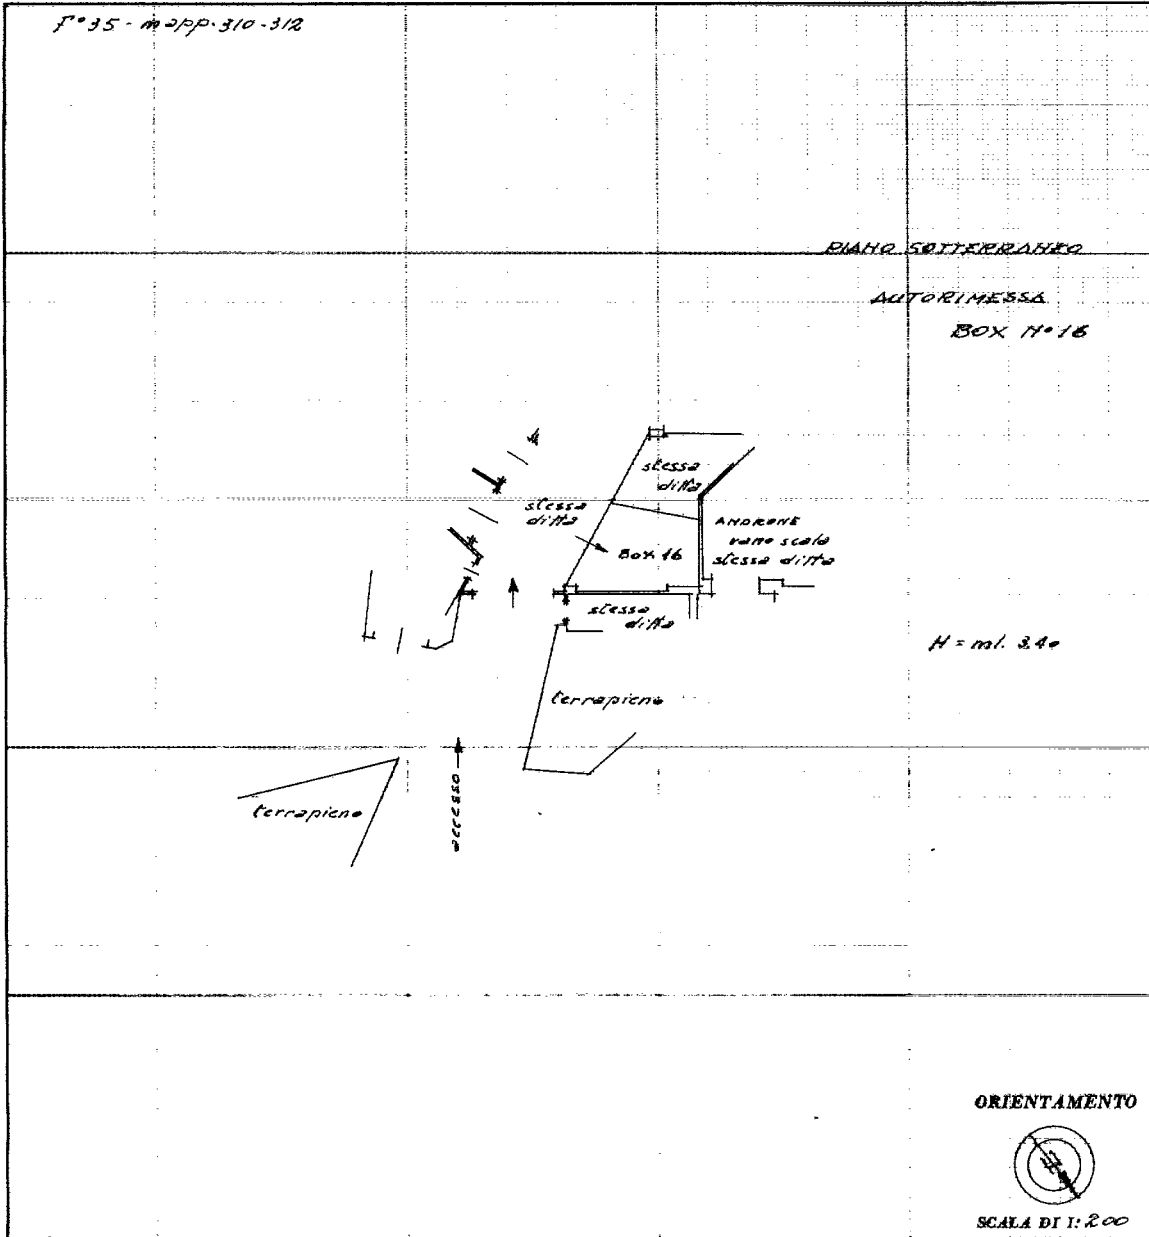 F° 35 - mapp. 310 - 312
PIANO SOTTERRANEO
AUTORIMESSA
BOX N° 16
stessa
ditta
stessa
ditta
ANDRONE
vano scala
stessa ditta
Box 16
stessa
ditta
H = ml. 3.40
terrapieno
terrapieno
accesso
ORIENTAMENTO
N
SCALA DI 1: 200